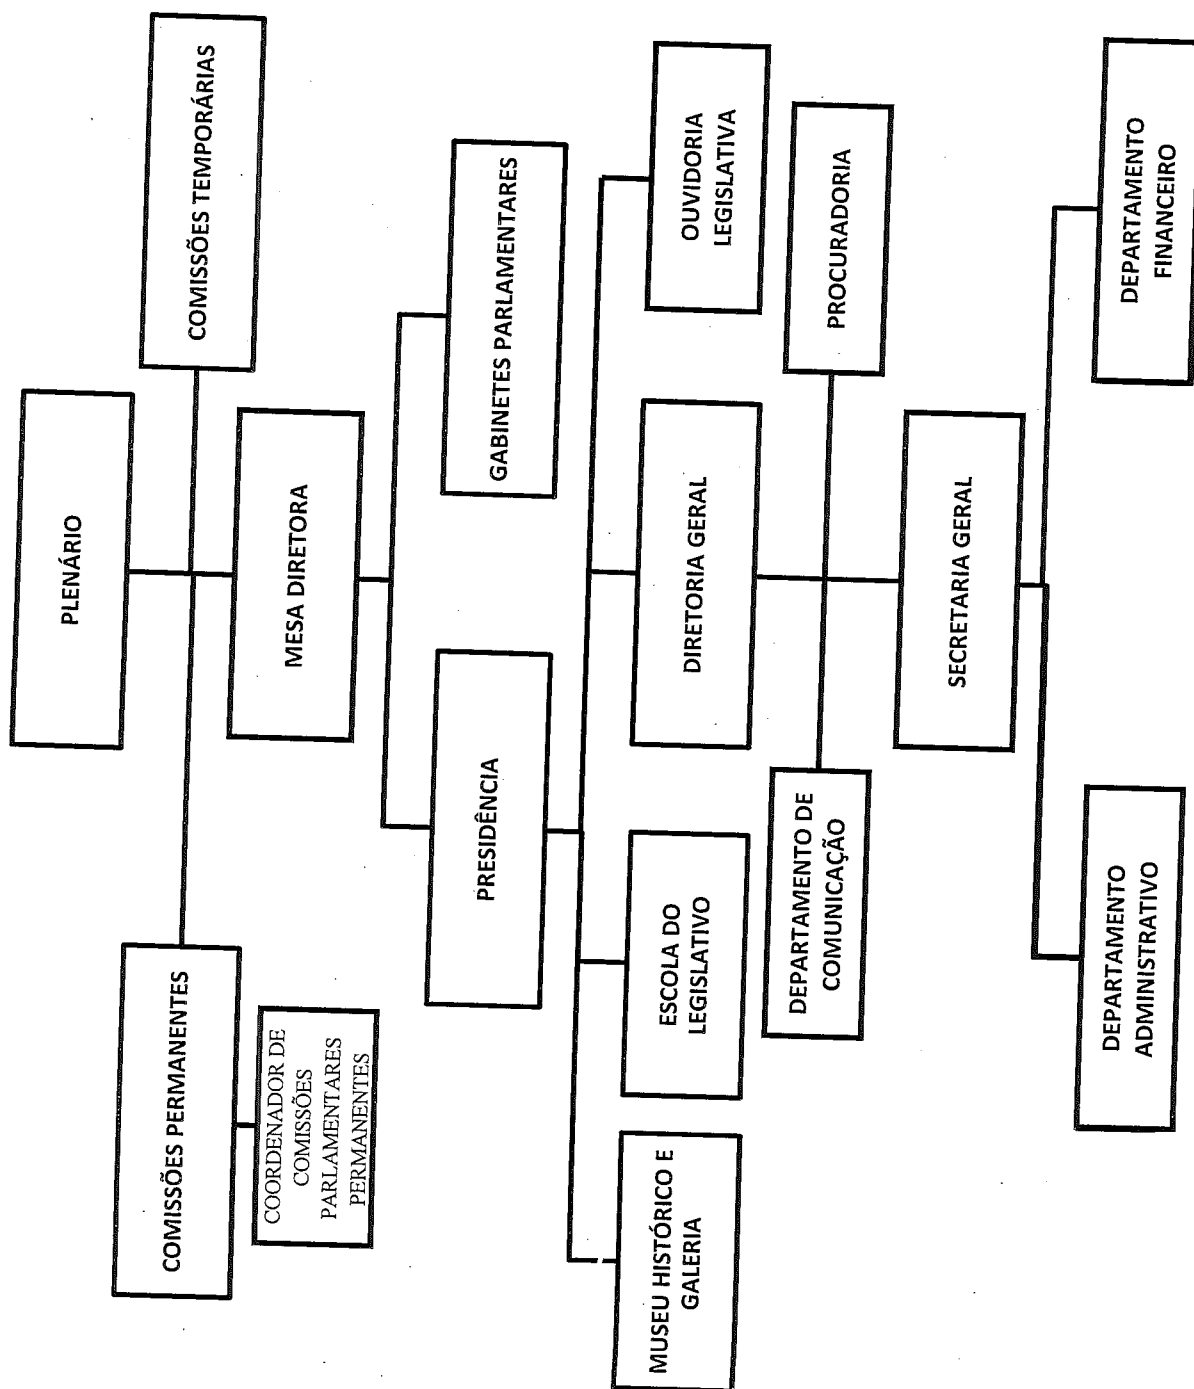 PLENÁRIO
COMISSÕES PERMANENTES
COMISSÕES TEMPORÁRIAS
COORDENADOR DE
COMISSÕES
PARLAMENTARES
PERMANENTES
MESA DIRETORA
PRESIDÊNCIA
GABINETES PARLAMENTARES
MUSEU HISTÓRICO E
GALERIA
ESCOLA DO
LEGISLATIVO
DIRETORIA GERAL
OUVIDORIA
LEGISLATIVA
DEPARTAMENTO DE
COMUNICAÇÃO
PROCURADORIA
SECRETARIA GERAL
DEPARTAMENTO
ADMINISTRATIVO
DEPARTAMENTO
FINANCEIRO